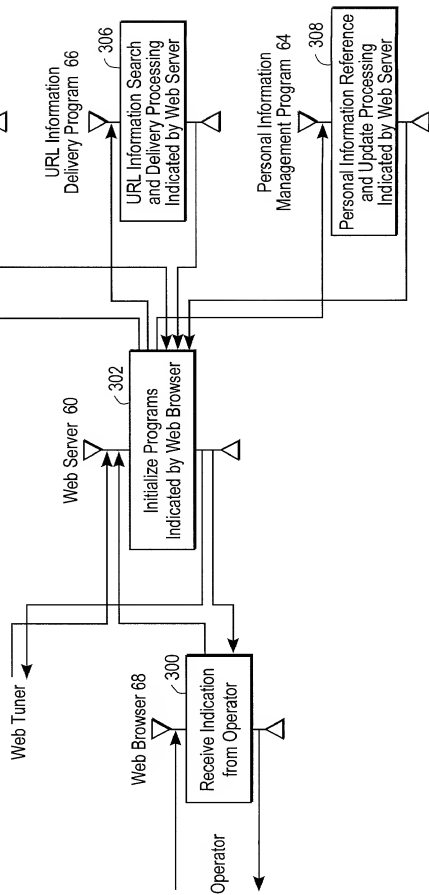 306
URL Information
Delivery Program 66
URL Information Search
and Delivery Processing
Indicated by Web Server
308
Personal Information
Management Program 64
Personal Information Reference
and Update Processing
Indicated by Web Server
302
Web Server 60
Initialize Programs
Indicated by Web Browser
Web Tuner
300
Web Browser 68
Receive Indication
from Operator
Operator